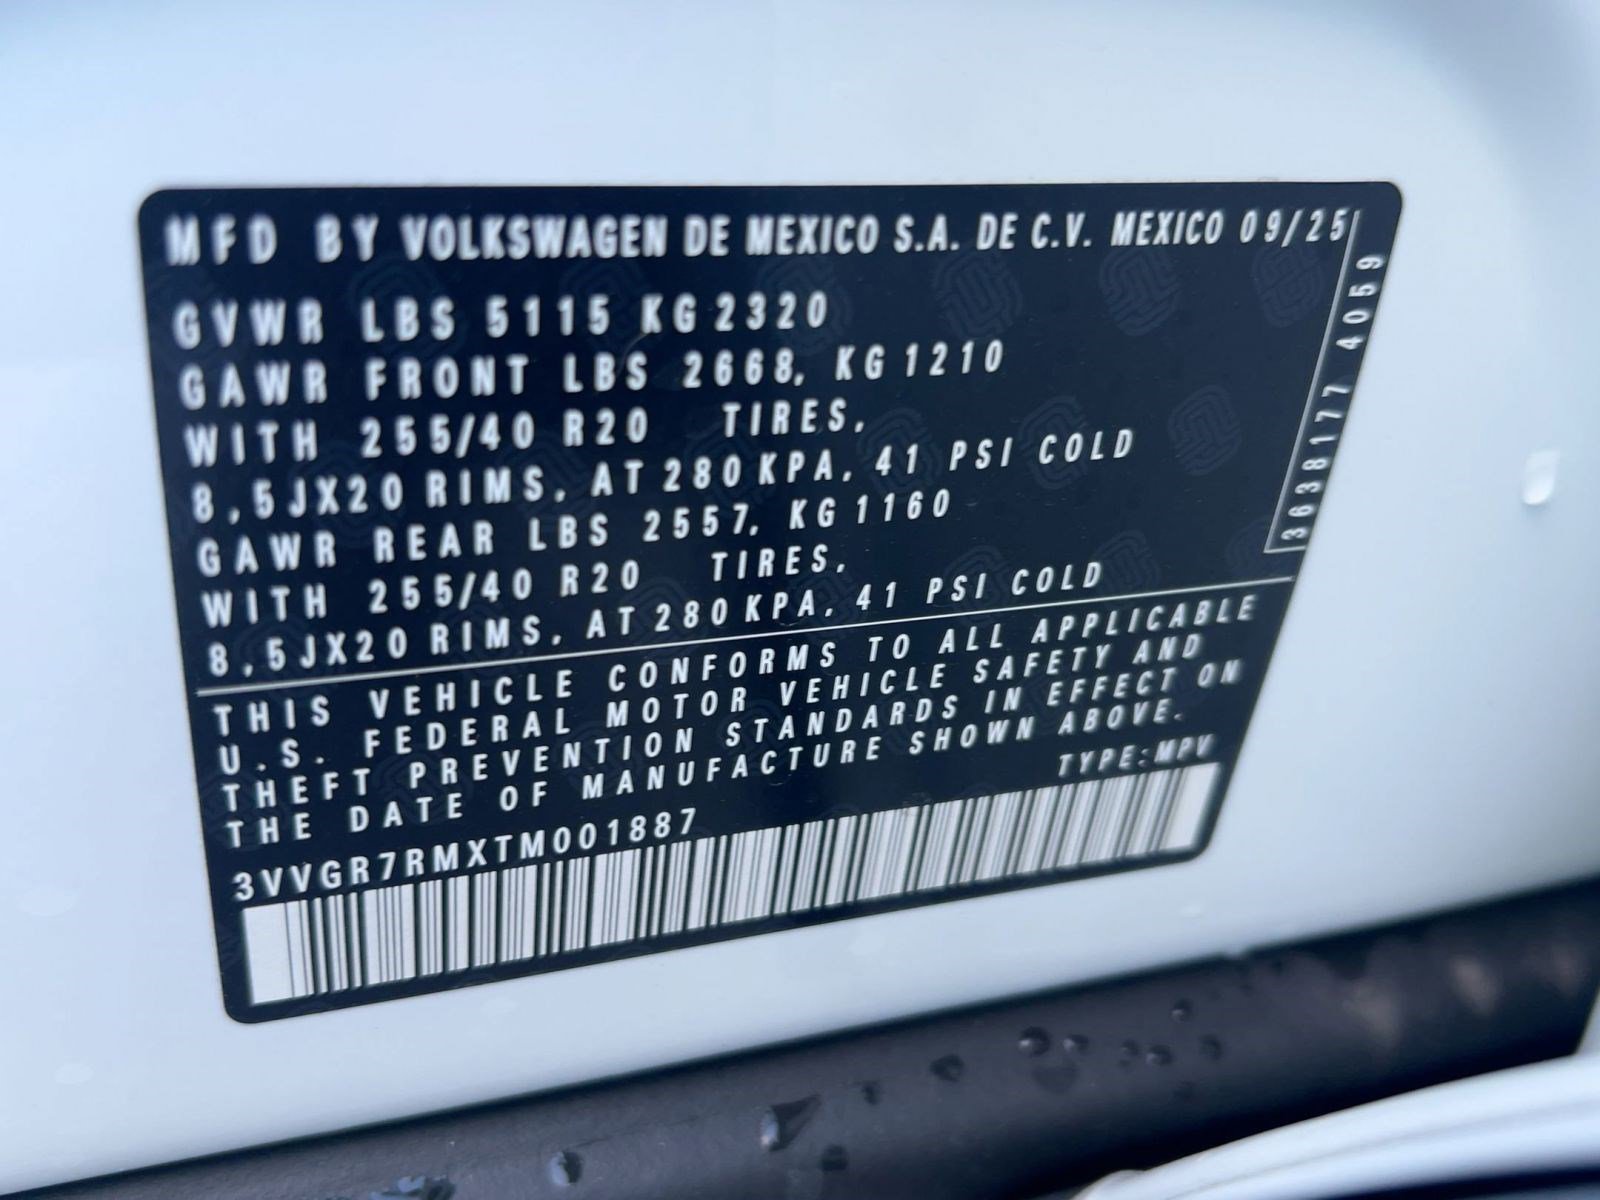 MFD BY VOLKSWAGEN DE MEXICO S.A. DE C.V. MEXICO 09/25
GVWR LBS 5115 KG 2320
GAWR FRONT LBS 2668, KG 1210
WITH 255/40 R20 TIRES,
8,5JX20 RIMS, AT 280 KPA, 41 PSI COLD
GAWR REAR LBS 2557, KG 1160
WITH 255/40 R20 TIRES,
8,5JX20 RIMS, AT 280 KPA, 41 PSI COLD
3638177 4059
THIS VEHICLE CONFORMS TO ALL APPLICABLE
U.S. FEDERAL MOTOR VEHICLE SAFETY AND
THEFT PREVENTION STANDARDS IN EFFECT ON
THE DATE OF MANUFACTURE SHOWN ABOVE.
TYPE:MPV
3VVGR7RMXTM001887